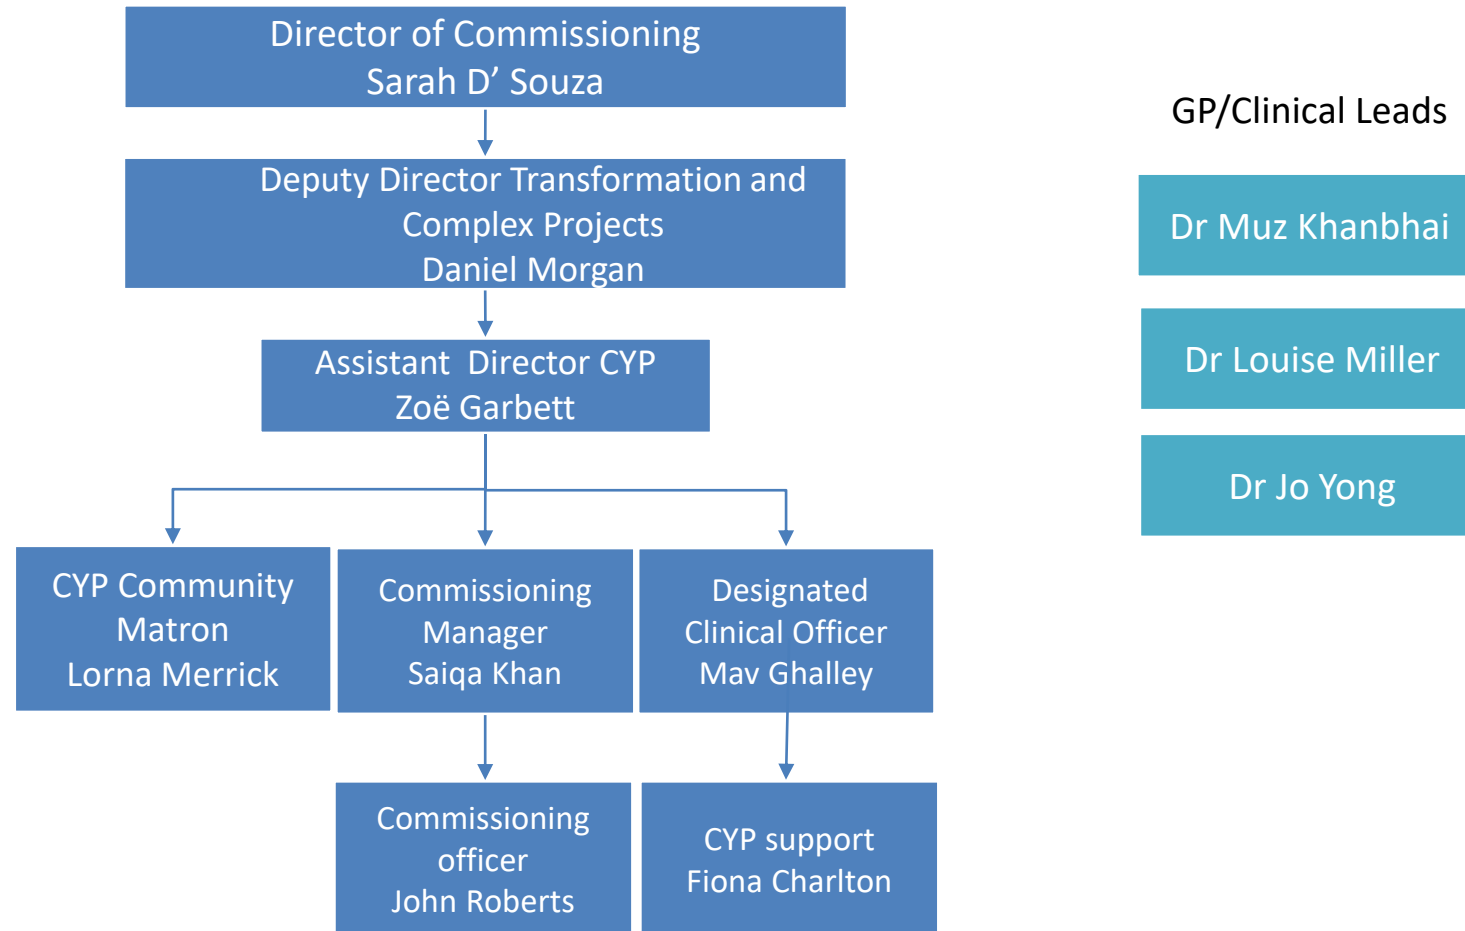 Director of Commissioning
Sarah D’ Souza
Deputy Director Transformation and
Complex Projects
Daniel Morgan
Assistant  Director CYP
Zoë Garbett
CYP Community
Matron
Lorna Merrick
Commissioning
Manager
Saiqa Khan
Designated
Clinical Officer
Mav Ghalley
Commissioning
officer
John Roberts
CYP support
Fiona Charlton
GP/Clinical Leads
Dr Muz Khanbhai
Dr Louise Miller
Dr Jo Yong